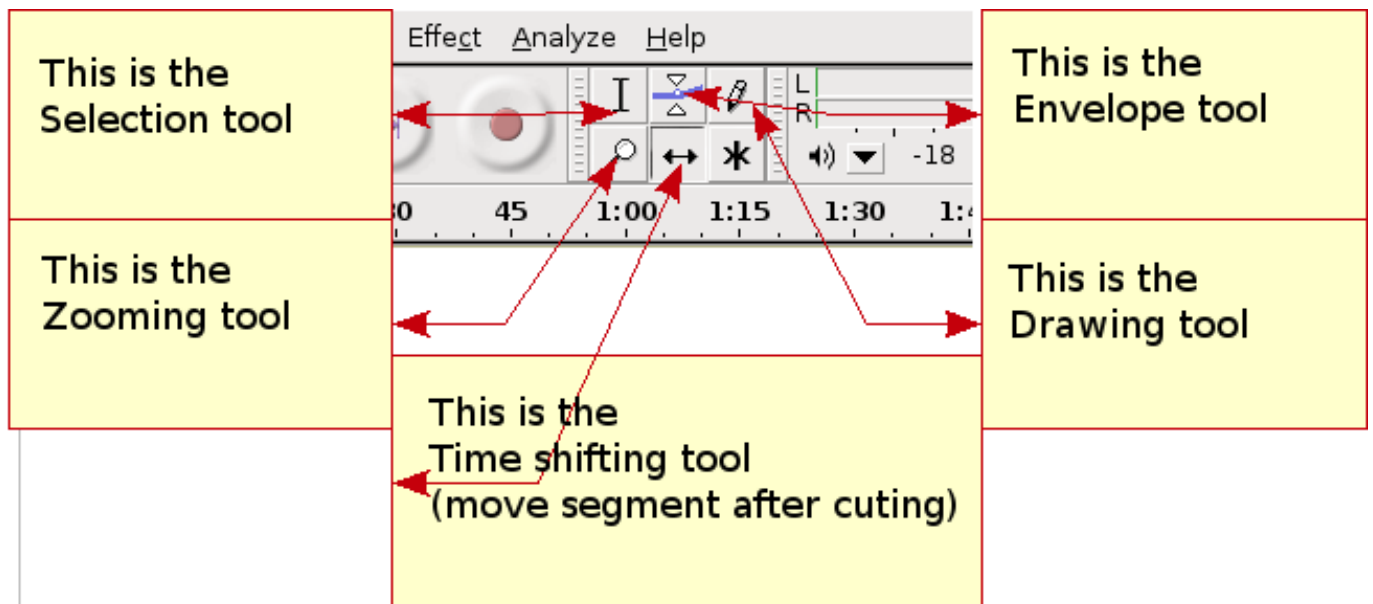 Effect Analyze Help
This is the
Selection tool
This is the
Envelope tool
L
R
-18
45 1:00 1:15 1:30
This is the
Zooming tool
This is the
Drawing tool
This is the
Time shifting tool
(move segment after cuting)